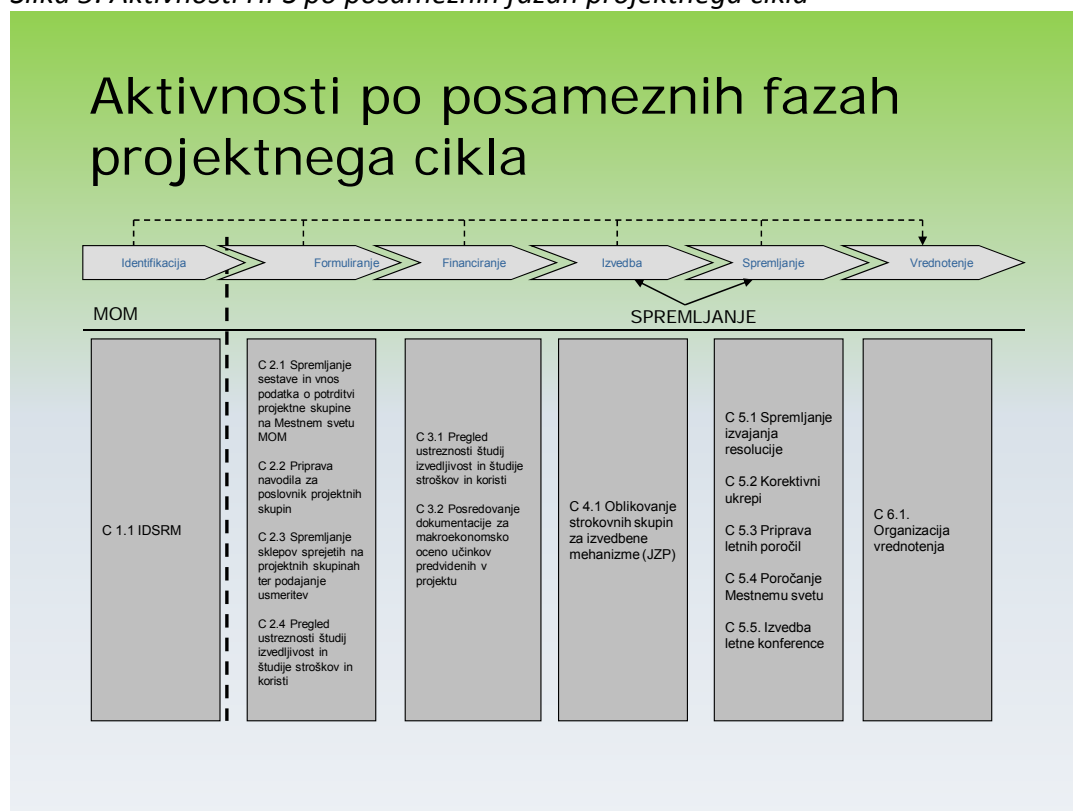 Aktivnosti po posameznih fazah
projektnega cikla
Identifikacija
Formuliranje
Financiranje
Izvedba
Spremljanje
Vrednotenje
MOM
SPREMLJANJE
C 1.1 IDSRM
C 2.1 Spremljanje
sestave in vnos
podatka o potrditvi
projektne skupine
na Mestnem svetu
MOM
C 2.2 Priprava
navodila za
poslovnik projektnih
skupin
C 2.3 Spremljanje
sklepov sprejetih na
projektnih skupinah
ter podajanje
usmeritev
C 2.4 Pregled
ustreznosti študij
izvedljivost in
študije stroškov in
koristi
C 3.1 Pregled
ustreznosti študij
izvedljivost in študije
stroškov in koristi
C 3.2 Posredovanje
dokumentacije za
makroekonomsko
oceno učinkov
predvidenih v
projektu
C 4.1 Oblikovanje
strokovnih skupin
za izvedbene
mehanizme (JZP)
C 5.1 Spremljanje
izvajanja
resolucije
C 5.2 Korektivni
ukrepi
C 5.3 Priprava
letnih poročil
C 5.4 Poročanje
Mestnemu svetu
C 5.5. Izvedba
letne konference
C 6.1.
Organizacija
vrednotenja